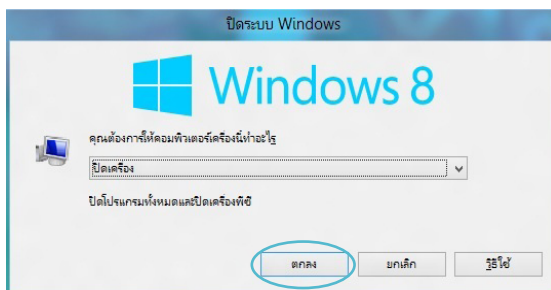 ปิดระบบ Windows
Windows 8
คุณต้องการให้คอมพิวเตอร์เครื่องนี้ทำอะไร
ปิดเครื่อง
ปิดโปรแกรมทั้งหมดและปิดเครื่องพีซี
ตกลง ยกเลิก วิธีใช้